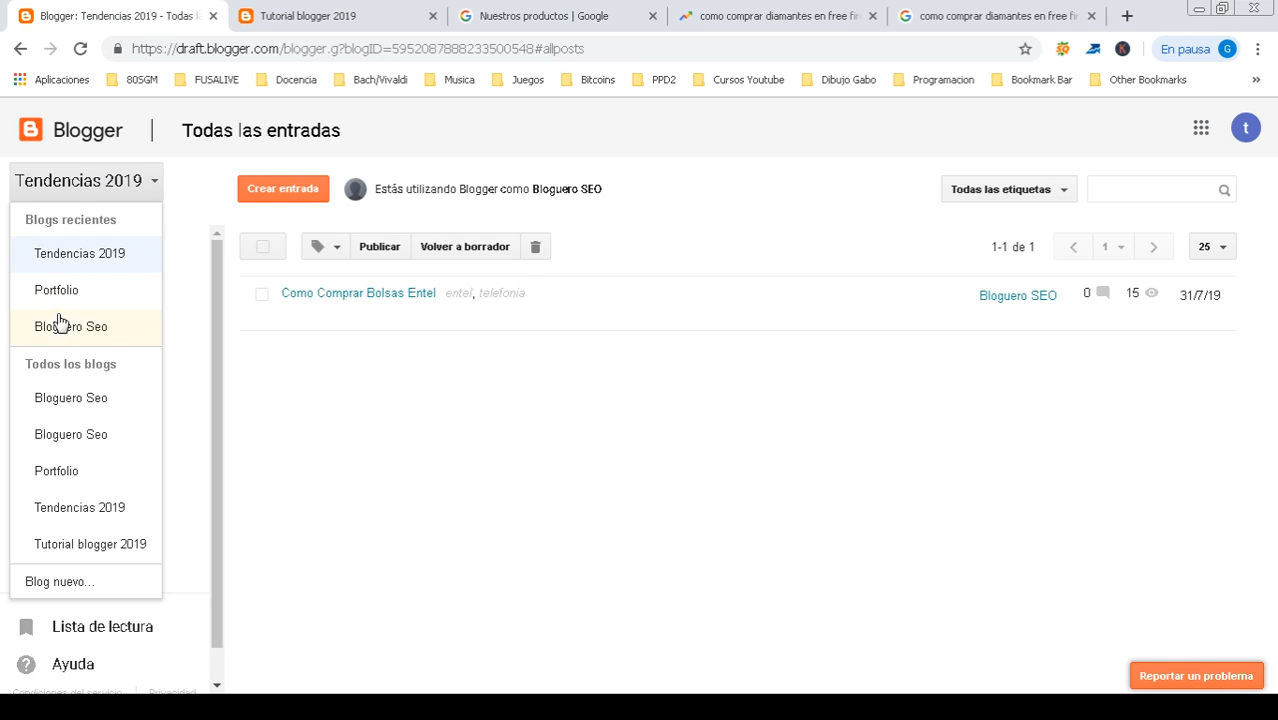 Blogger: Tendencias 2019 - Todas l
Tutorial blogger 2019
Nuestros productos | Google
como comprar diamantes en free fi
como comprar diamantes en free fi
https://draft.blogger.com/blogger.g?blogID=5952087888233500548#allposts
En pausa
G
Aplicaciones
80SGM
FUSALIVE
Docencia
Bach/Vivaldi
Musica
Juegos
Bitcoins
PPD2
Cursos Youtube
Dibujo Gabo
Programacion
Bookmark Bar
Other Bookmarks
Blogger
Todas las entradas
t
Tendencias 2019
Crear entrada
Estás utilizando Blogger como Bloguero SEO
Todas las etiquetas
Blogs recientes
Tendencias 2019
Portfolio
Bloguero Seo
Todos los blogs
Bloguero Seo
Bloguero Seo
Portfolio
Tendencias 2019
Tutorial blogger 2019
Blog nuevo...
Publicar
Volver a borrador
1-1 de 1
1
25
Como Comprar Bolsas Entel entel, telefonia
Bloguero SEO
0
15
31/7/19
Lista de lectura
Ayuda
Condiciones del servicio
Privacidad
Reportar un problema